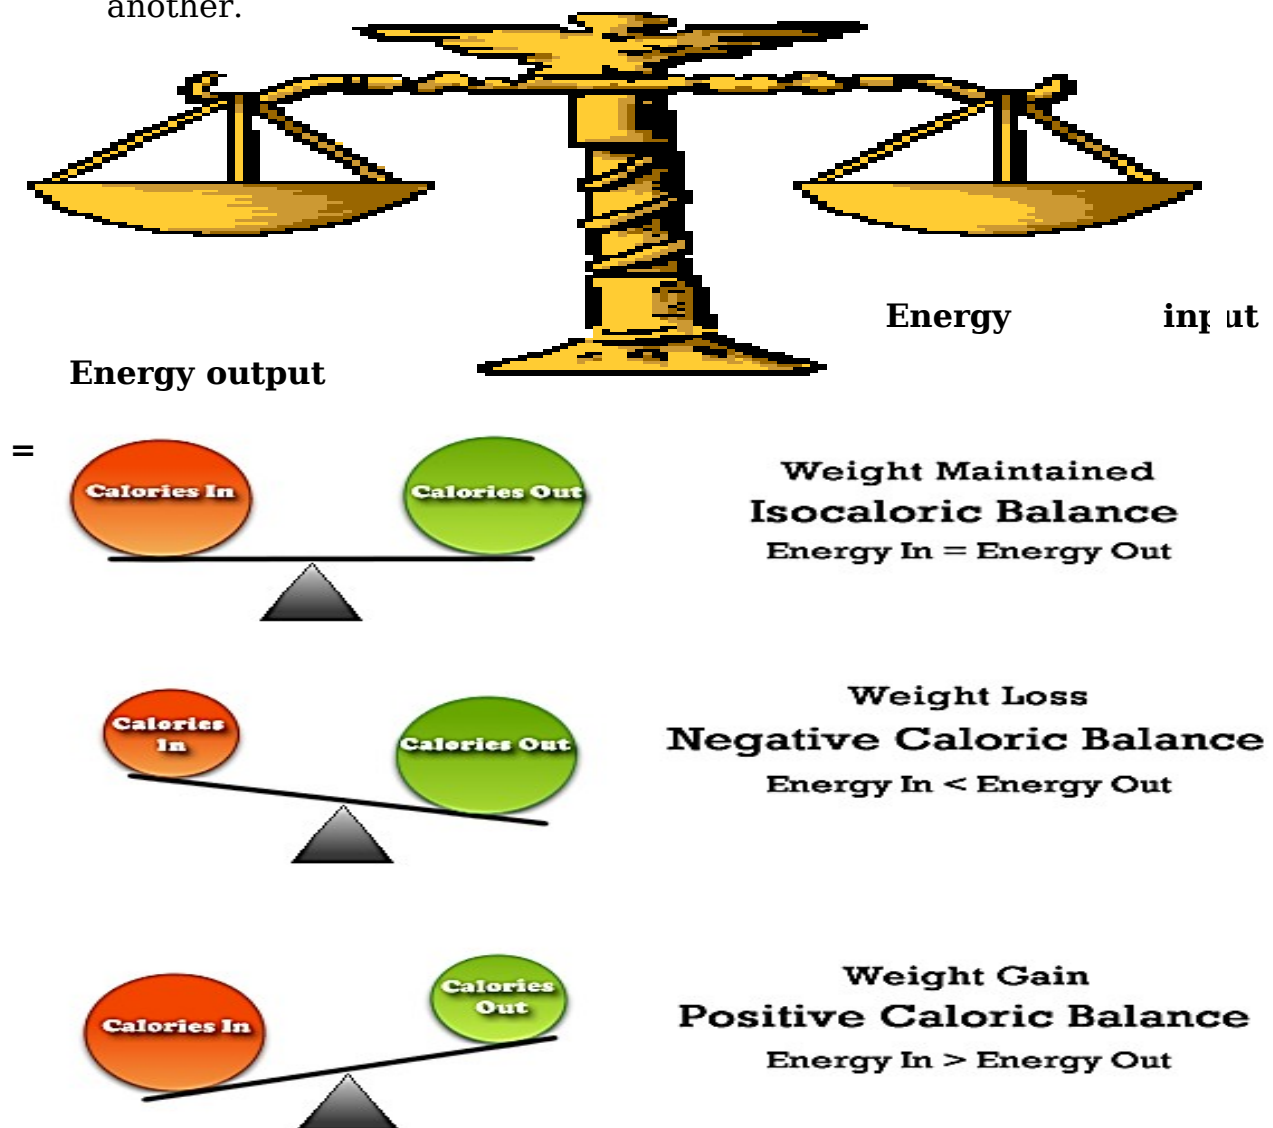 another.
Energy input
Energy output
=
Calories In
Calories Out
Weight Maintained
Isocaloric Balance
Energy In = Energy Out
Calories
In
Calories Out
Weight Loss
Negative Caloric Balance
Energy In < Energy Out
Calories In
Calories
Out
Weight Gain
Positive Caloric Balance
Energy In > Energy Out